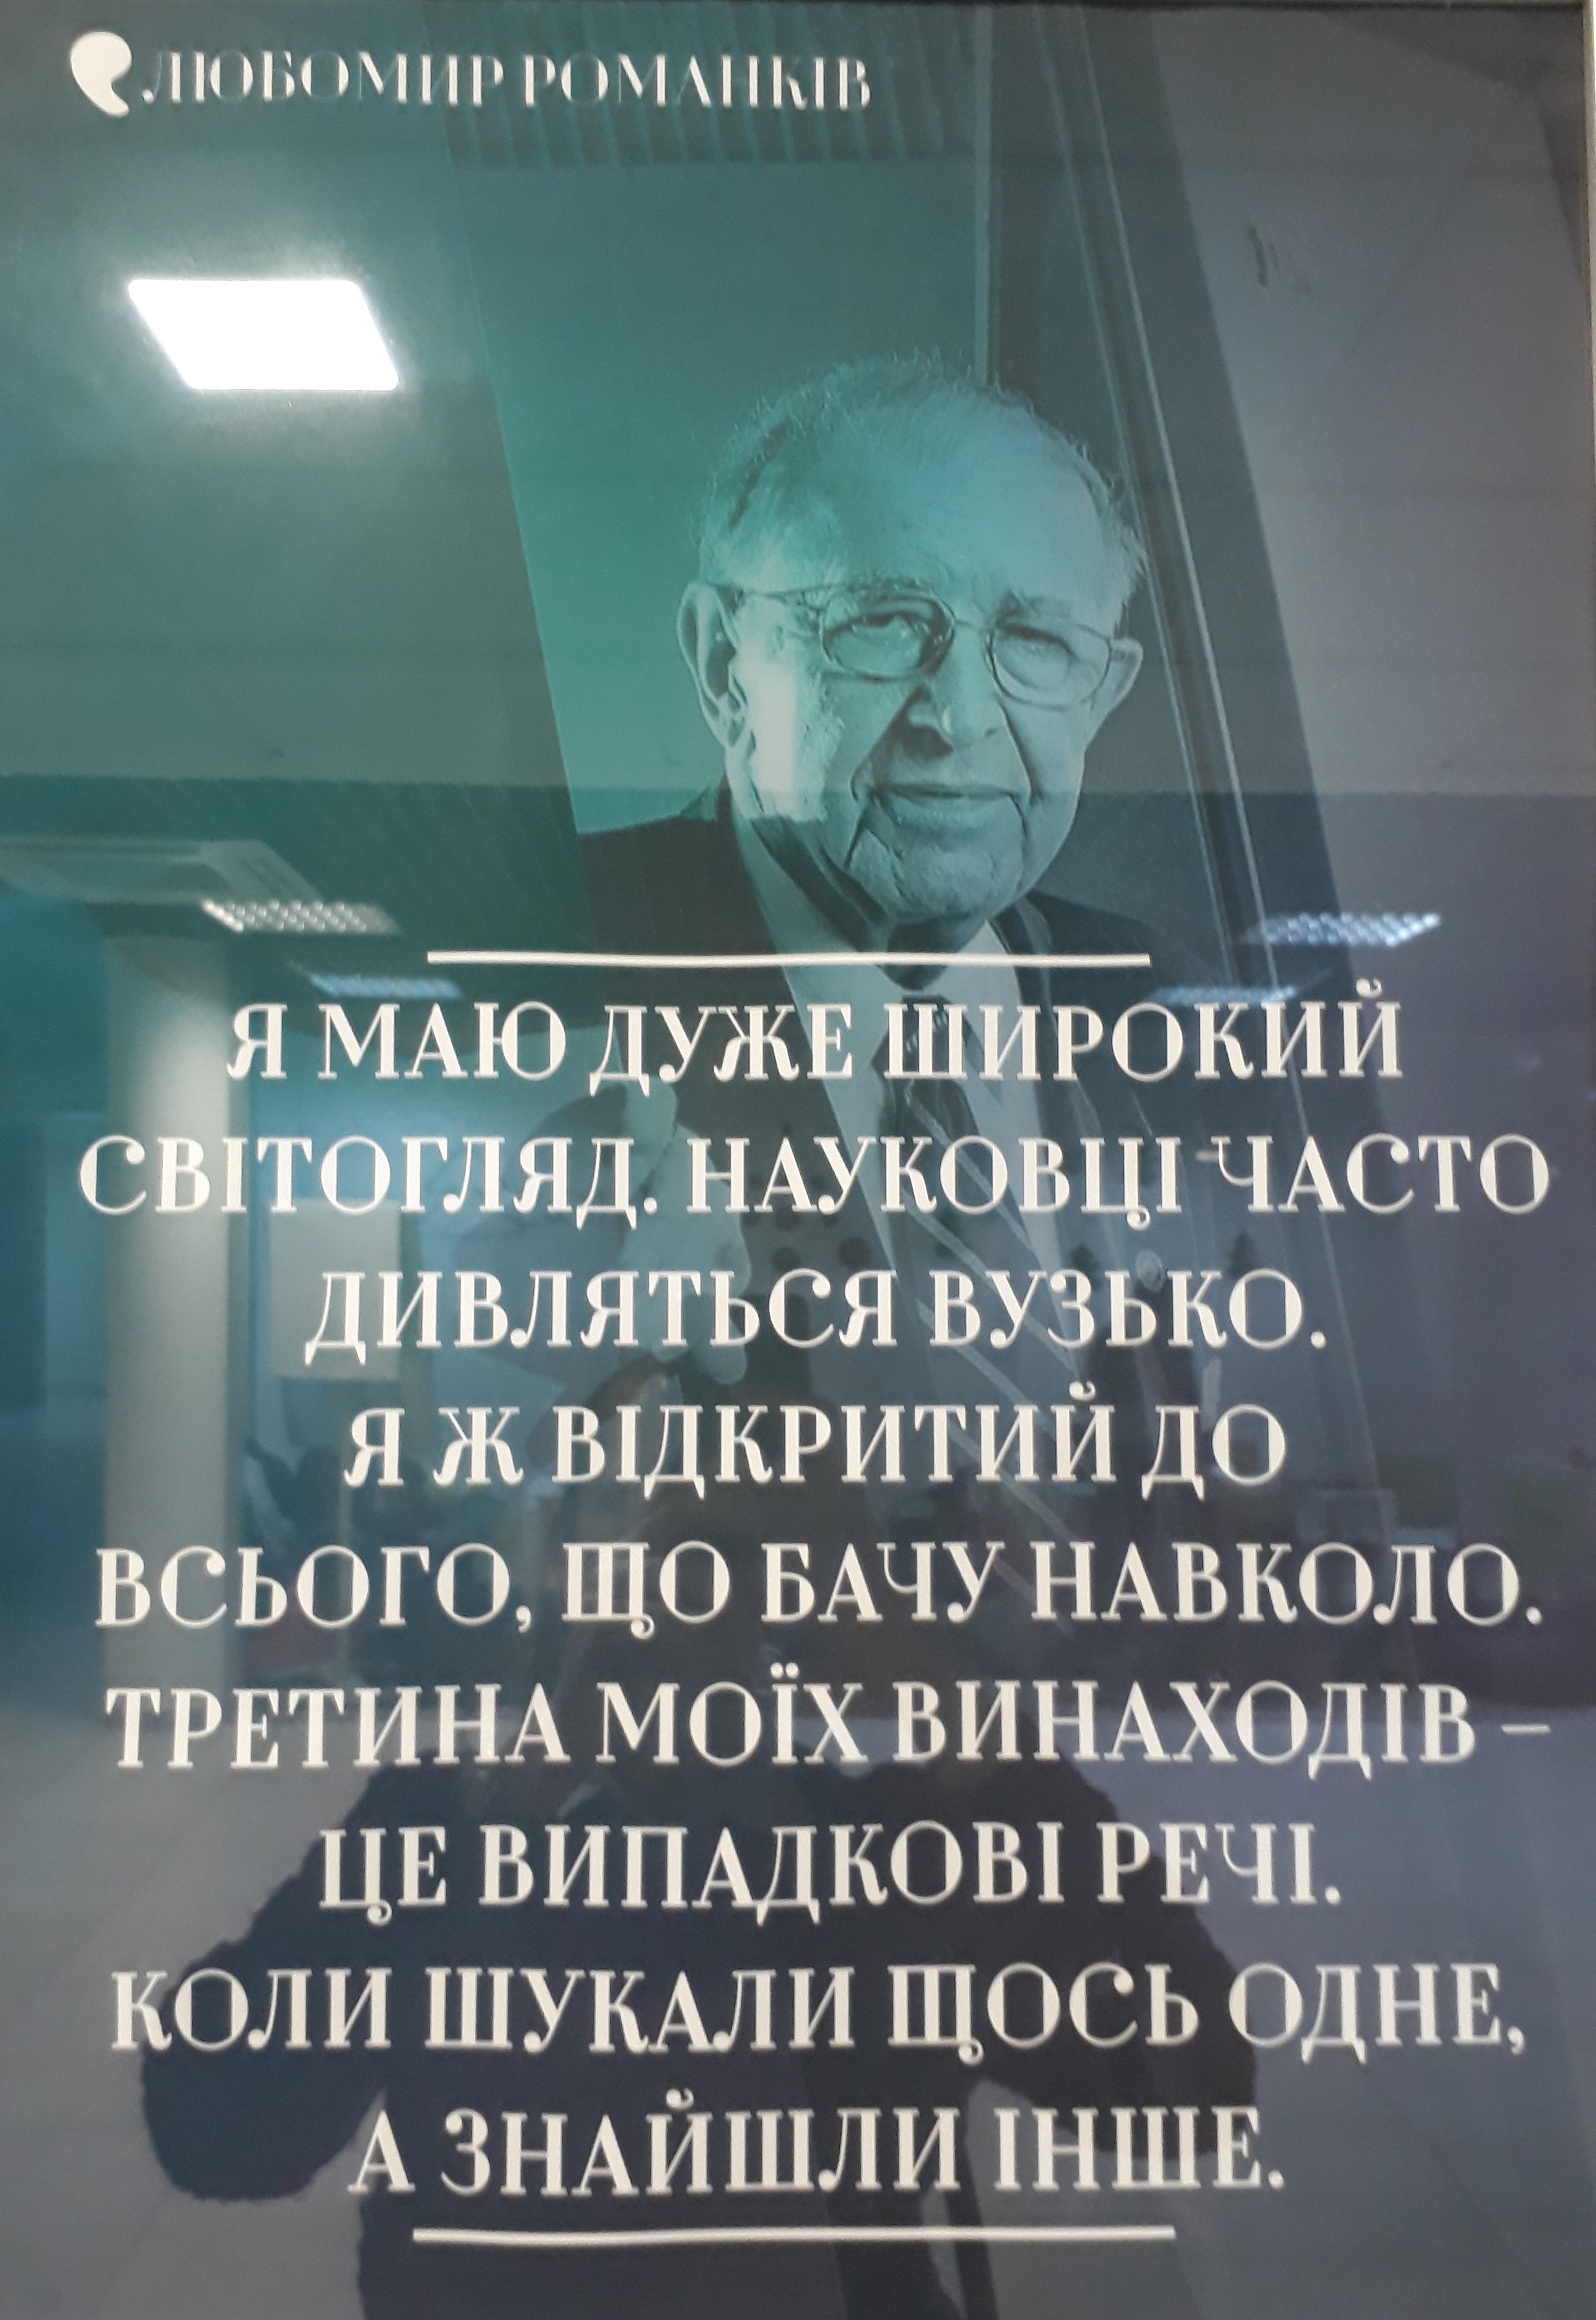 ЛЮБОМИР РОМАНКІВ
Я МАЮ ДУЖЕ ШИРОКИЙ
СВІТОГЛЯД. НАУКОВЦІ ЧАСТО
ДИВЛЯТЬСЯ ВУЗЬКО.
Я Ж ВІДКРИТИЙ ДО
ВСЬОГО, ЩО БАЧУ НАВКОЛО.
ТРЕТИНА МОЇХ ВИНАХОДІВ –
ЦЕ ВИПАДКОВІ РЕЧІ.
КОЛИ ШУКАЛИ ЩОСЬ ОДНЕ,
А ЗНАЙШЛИ ІНШЕ.